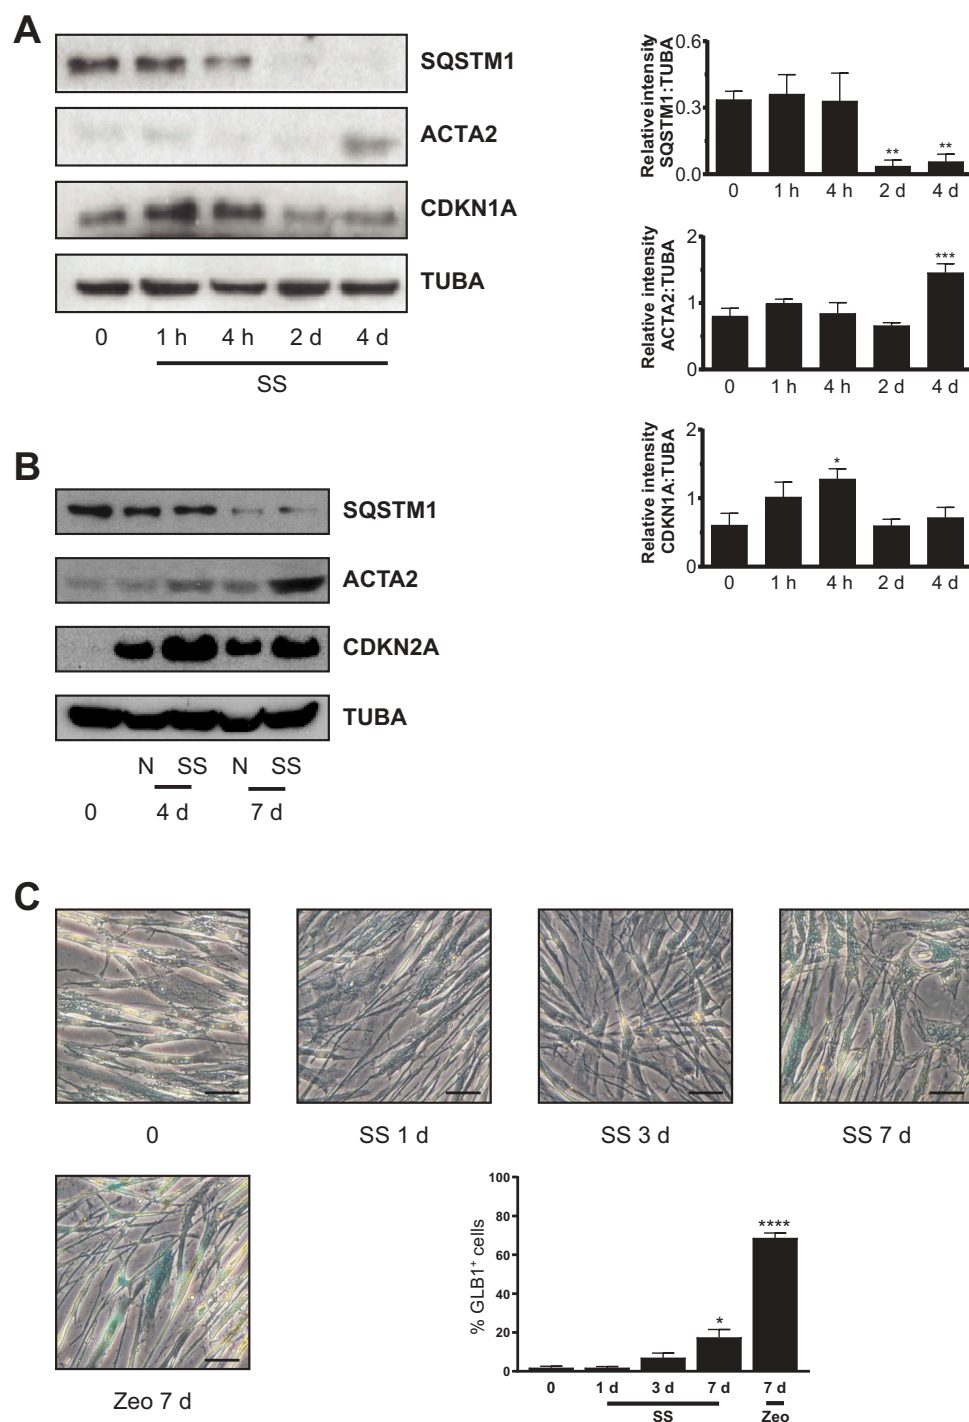 A
SQSTM1
ACTA2
CDKN1A
TUBA
0 1 h 4 h 2 d 4 d
SS
Relative intensity
SQSTM1:TUBA
0.6
0.3
0.0
** **
0 1 h 4 h 2 d 4 d
Relative intensity
ACTA2:TUBA
2
1
0
***
0 1 h 4 h 2 d 4 d
Relative intensity
CDKN1A:TUBA
2
1
0
*
0 1 h 4 h 2 d 4 d
B
SQSTM1
ACTA2
CDKN2A
TUBA
N SS N SS
0 4 d 7 d
C
0 SS 1 d SS 3 d SS 7 d
Zeo 7 d
% GLB1+ cells
100
80
60
40
20
0
* ****
0 1 d 3 d 7 d 7 d
SS Zeo